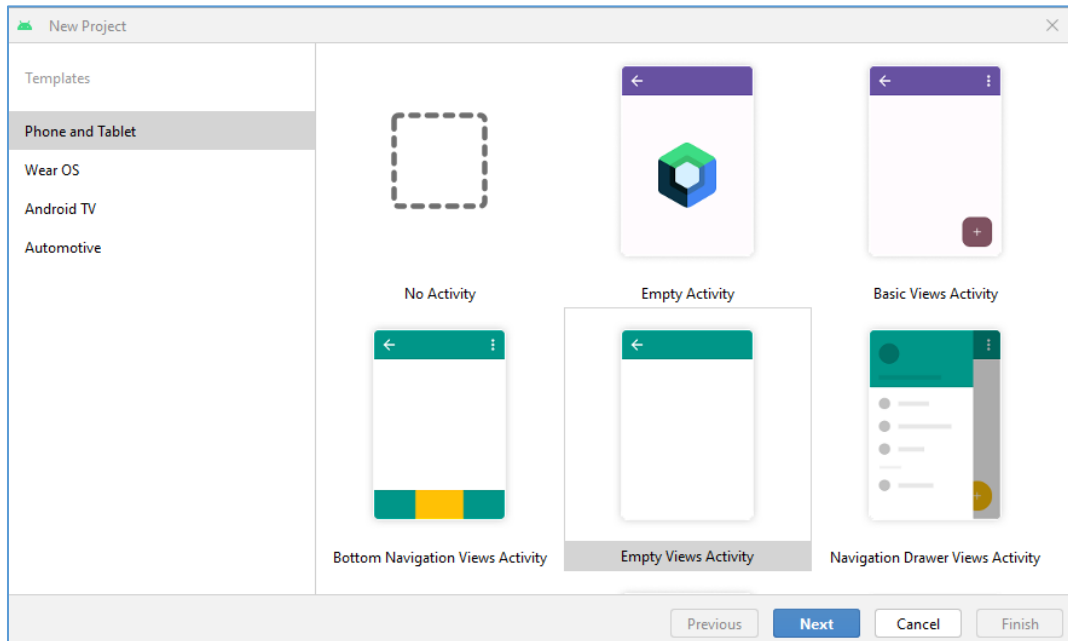 New Project
Templates
Phone and Tablet
Wear OS
Android TV
Automotive
No Activity
Empty Activity
Basic Views Activity
Bottom Navigation Views Activity
Empty Views Activity
Navigation Drawer Views Activity
Previous
Next
Cancel
Finish